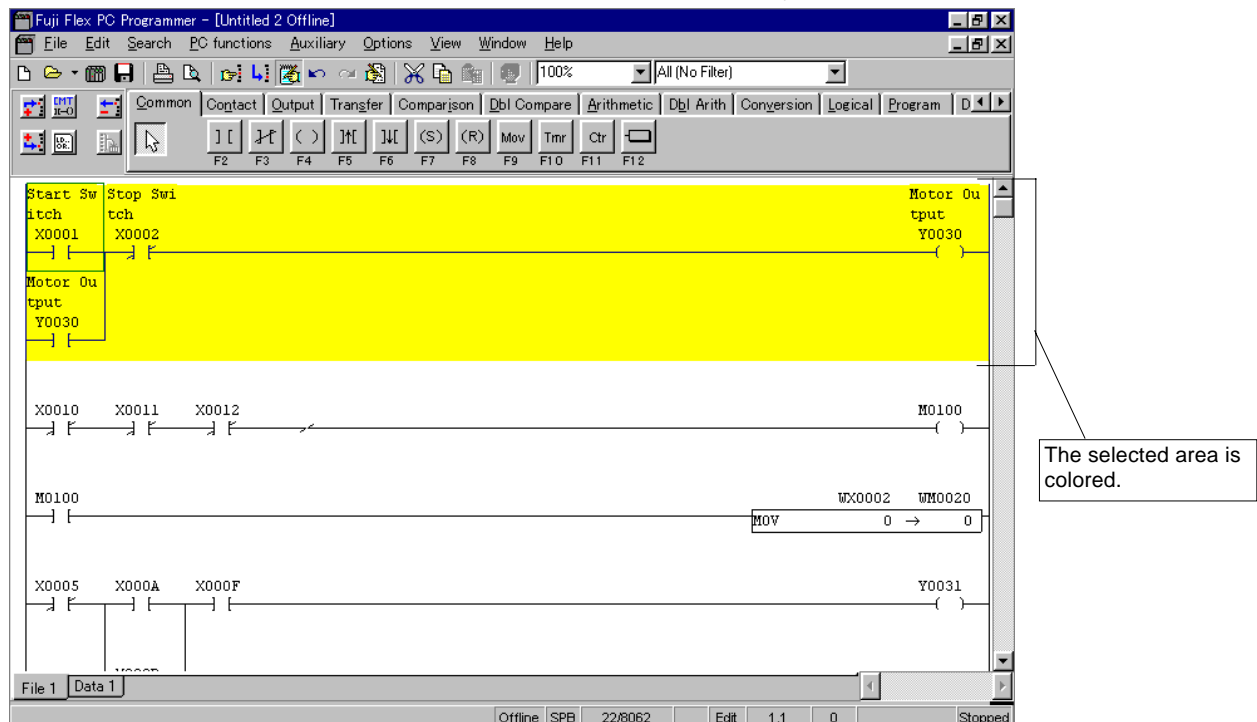 Fuji Flex PC Programmer - [Untitled 2 Offline]
File Edit Search PC functions Auxiliary Options View Window Help
100% All (No Filter)
CMT
Common Contact Output Transfer Comparison Dbl Compare Arithmetic Dbl Arith Conversion Logical Program D
(S) (R) Mov Tmr Ctr
F2 F3 F4 F5 F6 F7 F8 F9 F10 F11 F12
Start Sw Stop Swi Motor Ou
itch tch tput
X0001 X0002 Y0030
Motor Ou
tput
Y0030
X0010 X0011 X0012 M0100
The selected area is
colored.
M0100 WX0002 WM0020
MOV 0 → 0
X0005 X000A X000F Y0031
File 1 Data 1
Offline SPB 22/8062 Edit 1.1 0 Stopped